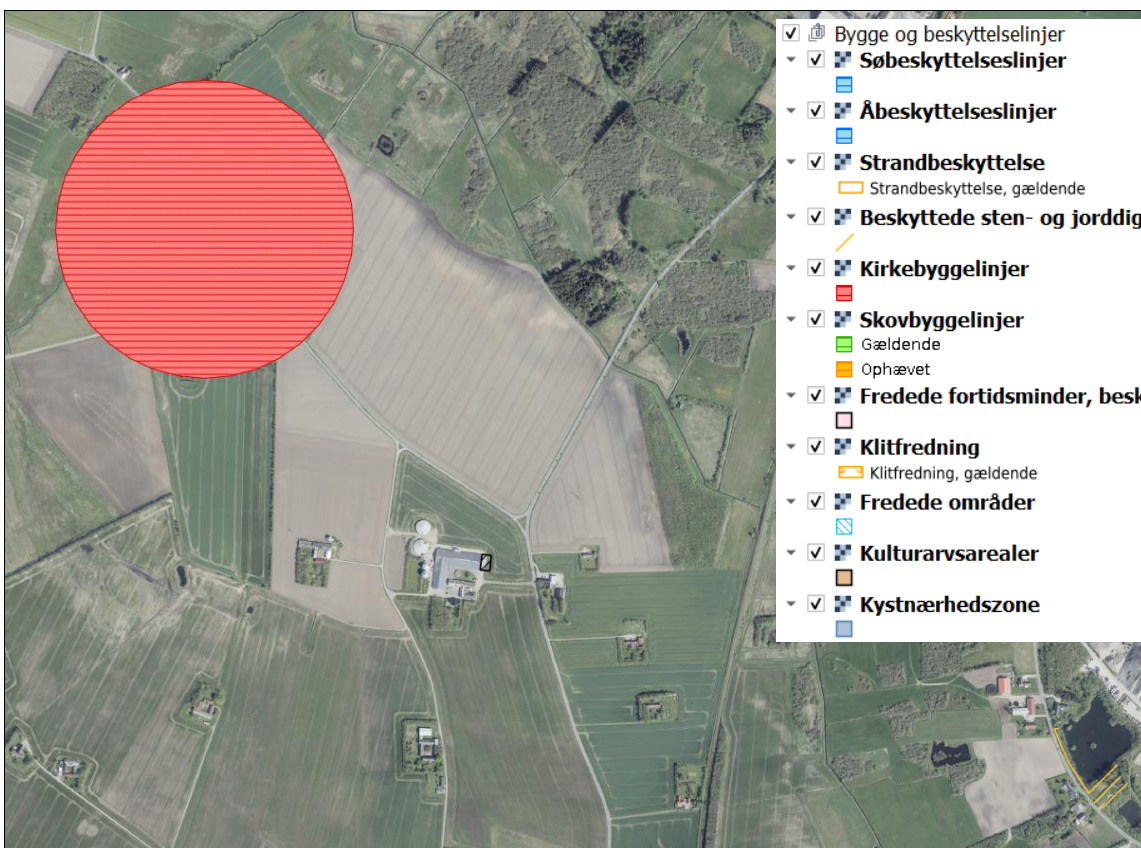 Bygge og beskyttelselinjer
Søbeskyttelseslinjer
Åbeskyttelseslinjer
Strandbeskyttelse
Strandbeskyttelse, gældende
Beskyttede sten- og jorddig
Kirkebyggelinjer
Skovbyggelinjer
Gældende
Ophævet
Fredede fortidsminder, besk
Klitfredning
Klitfredning, gældende
Fredede områder
Kulturarvsarealer
Kystnærhedszone